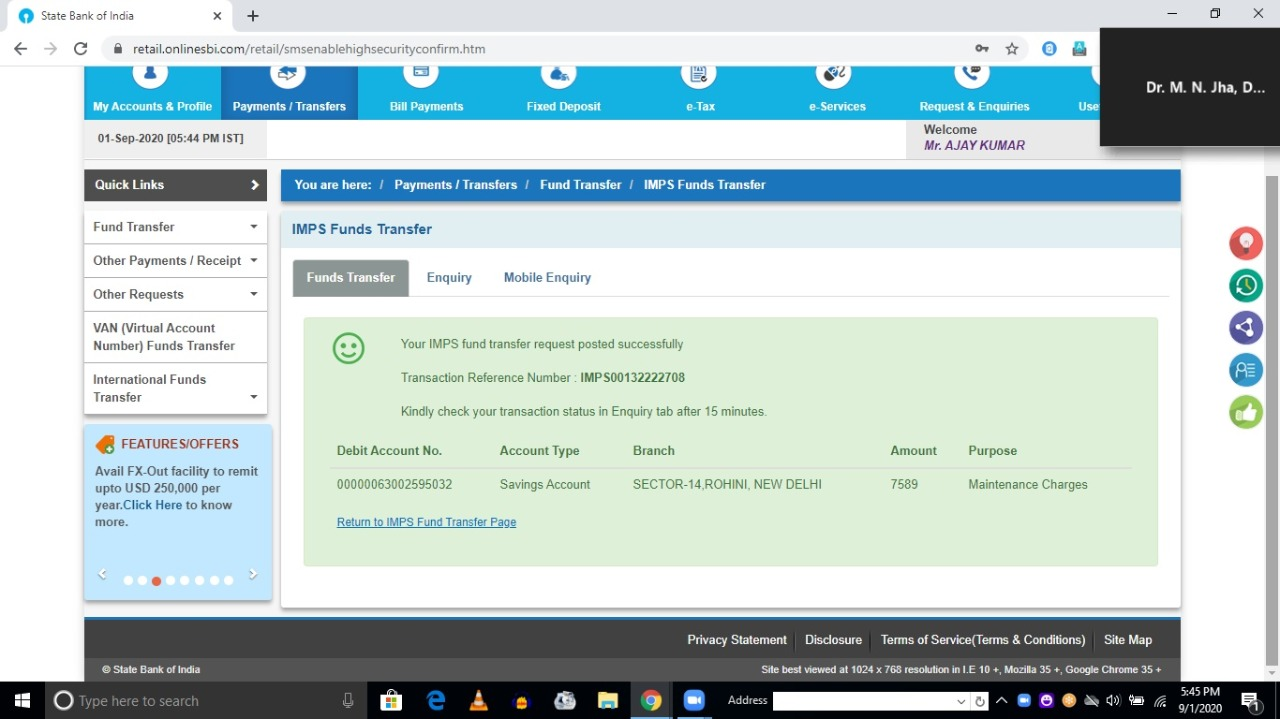 State Bank of India
retail.onlinesbi.com/retail/smsenablehighsecurityconfirm.htm
Dr. M. N. Jha, D...
My Accounts & Profile
Payments / Transfers
Bill Payments
Fixed Deposit
e-Tax
e-Services
Request & Enquiries
01-Sep-2020 [05:44 PM IST]
Welcome
Mr. AJAY KUMAR
Quick Links
You are here: / Payments / Transfers / Fund Transfer / IMPS Funds Transfer
Fund Transfer
Other Payments / Receipt
Other Requests
VAN (Virtual Account
Number) Funds Transfer
International Funds
Transfer
IMPS Funds Transfer
Funds Transfer
Enquiry
Mobile Enquiry
Your IMPS fund transfer request posted successfully
Transaction Reference Number : IMPS00132222708
Kindly check your transaction status in Enquiry tab after 15 minutes.
Debit Account No. Account Type Branch Amount Purpose
00000063002595032 Savings Account SECTOR-14,ROHINI, NEW DELHI 7589 Maintenance Charges
Return to IMPS Fund Transfer Page
FEATURES/OFFERS
Avail FX-Out facility to remit
upto USD 250,000 per
year.Click Here to know
more.
Privacy Statement Disclosure Terms of Service(Terms & Conditions) Site Map
© State Bank of India
Site best viewed at 1024 x 768 resolution in I.E 10 +, Mozilla 35 +, Google Chrome 35 +
Type here to search
Address
5:45 PM
9/1/2020
1